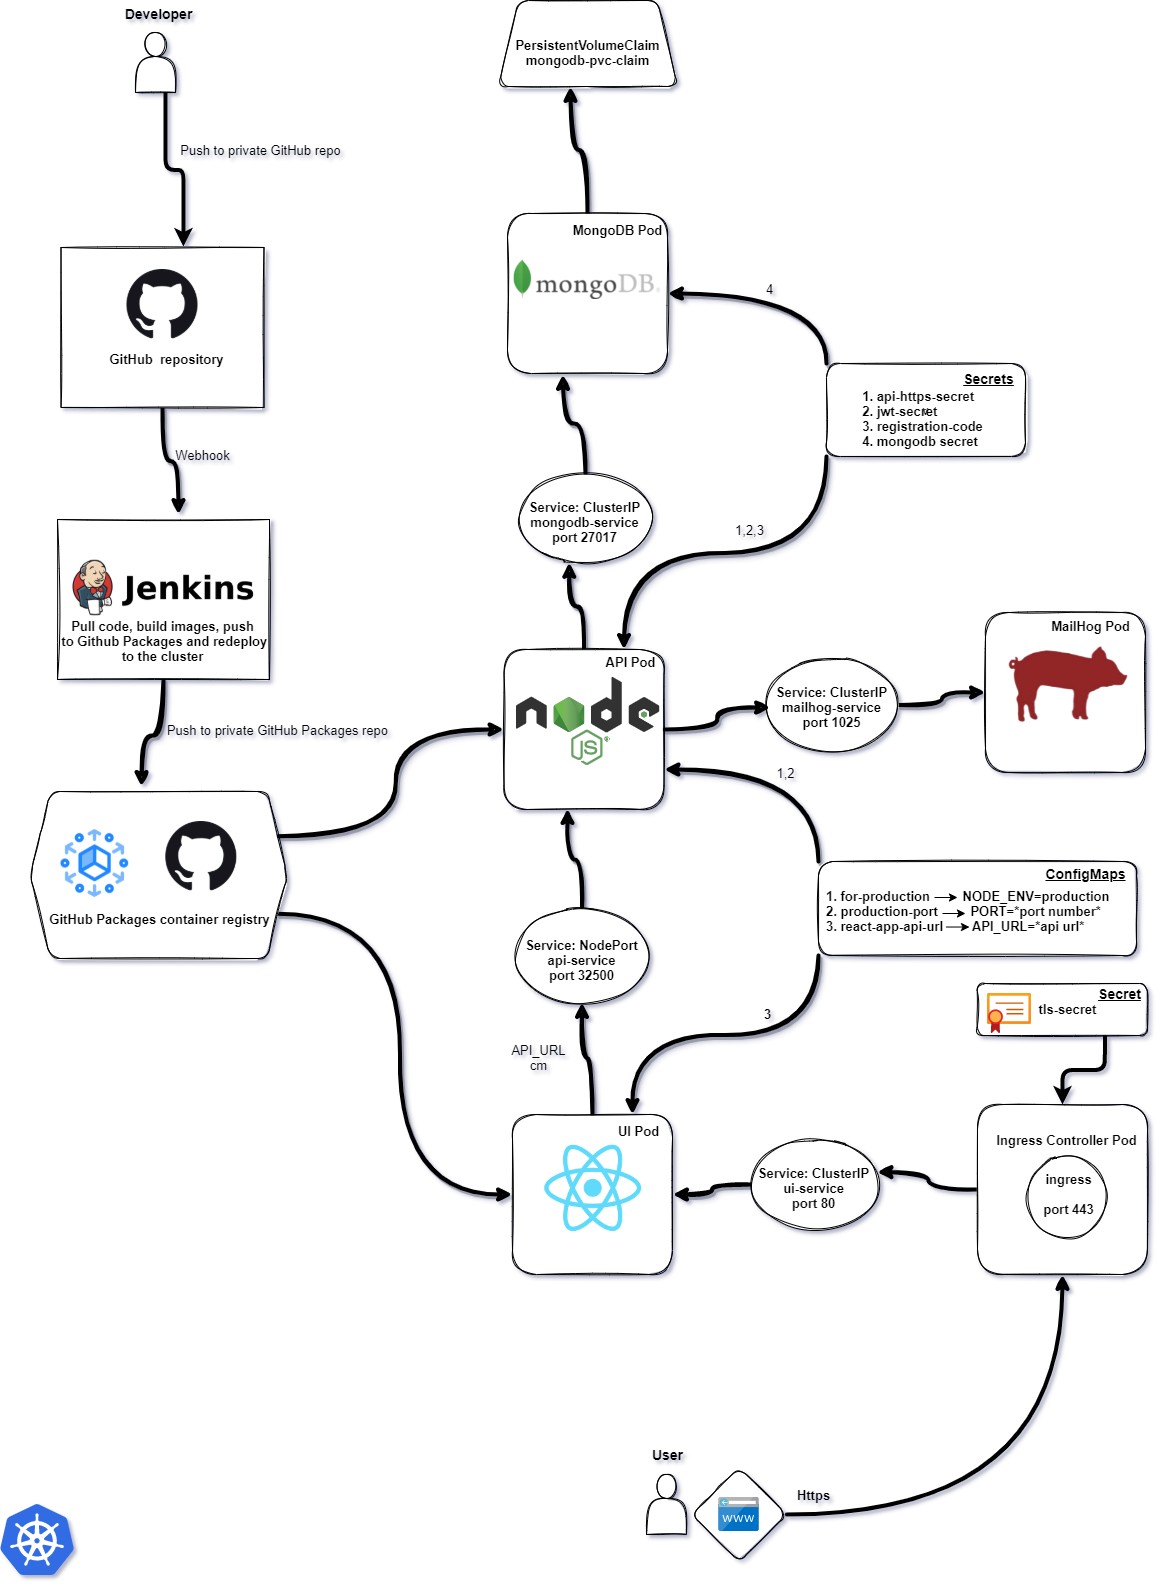 Developer
Push to private GitHub repo
GitHub  repository
Webhook
Jenkins
Pull code, build images, push
to Github Packages and redeploy
to the cluster
Push to private GitHub Packages repo
GitHub Packages container registry
PersistentVolumeClaim
mongodb-pvc-claim
MongoDB Pod
mongoDB.
4
Secrets
1. api-https-secret
2. jwt-secret
3. registration-code
4. mongodb secret
Service: ClusterIP
mongodb-service
port 27017
1,2,3
API Pod
node
JS
®
Service: ClusterIP
mailhog-service
port 1025
MailHog Pod
1,2
ConfigMaps
1. for-production → NODE_ENV=production
2. production-port → PORT=*port number*
3. react-app-api-url → API_URL=*api url*
Service: NodePort
api-service
port 32500
3
API_URL
cm
Secret
tls-secret
UI Pod
Service: ClusterIP
ui-service
port 80
Ingress Controller Pod
ingress
port 443
User
www
Https